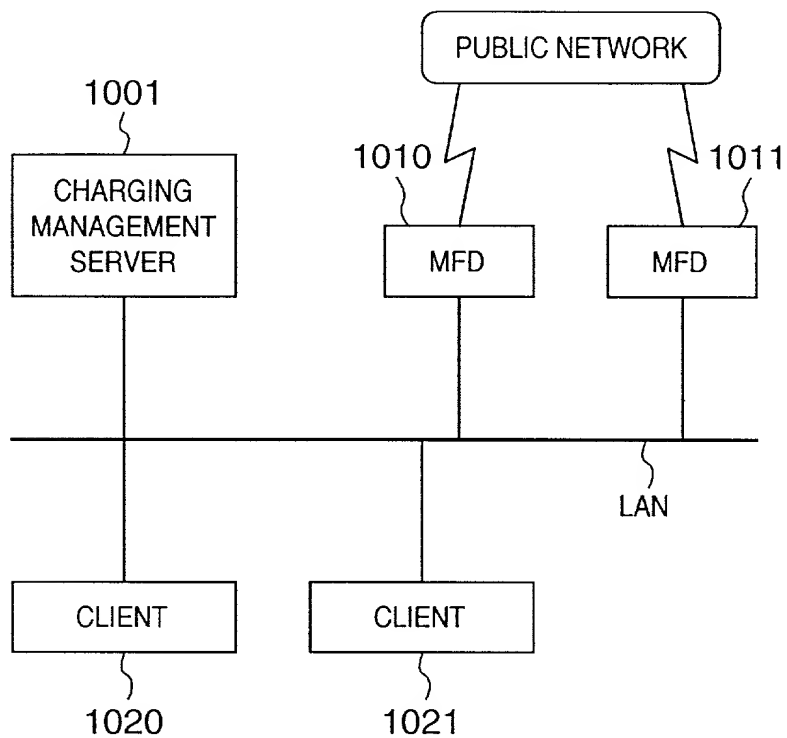 PUBLIC NETWORK
1001
1010
1011
CHARGING
MANAGEMENT
SERVER
MFD
MFD
LAN
CLIENT
CLIENT
1020
1021